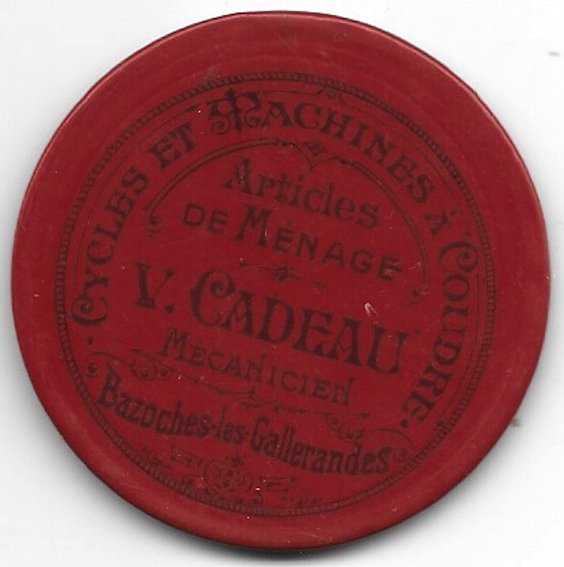 CYCLES ET MACHINES À COUDRE.
Articles
DE MÉNAGE
V. CADEAU
MÉCANICIEN
Bazoches-les-Gallerandes